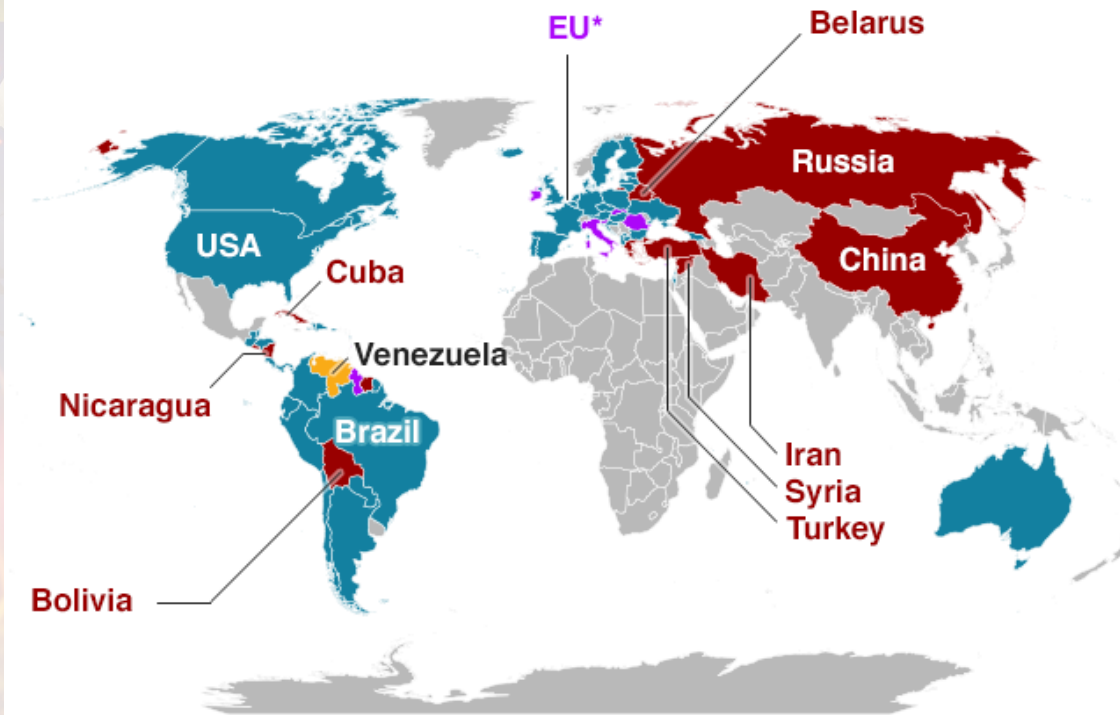 EU*
Belarus
Russia
USA
China
Cuba
Venezuela
Nicaragua
Brazil
Iran
Syria
Turkey
Bolivia